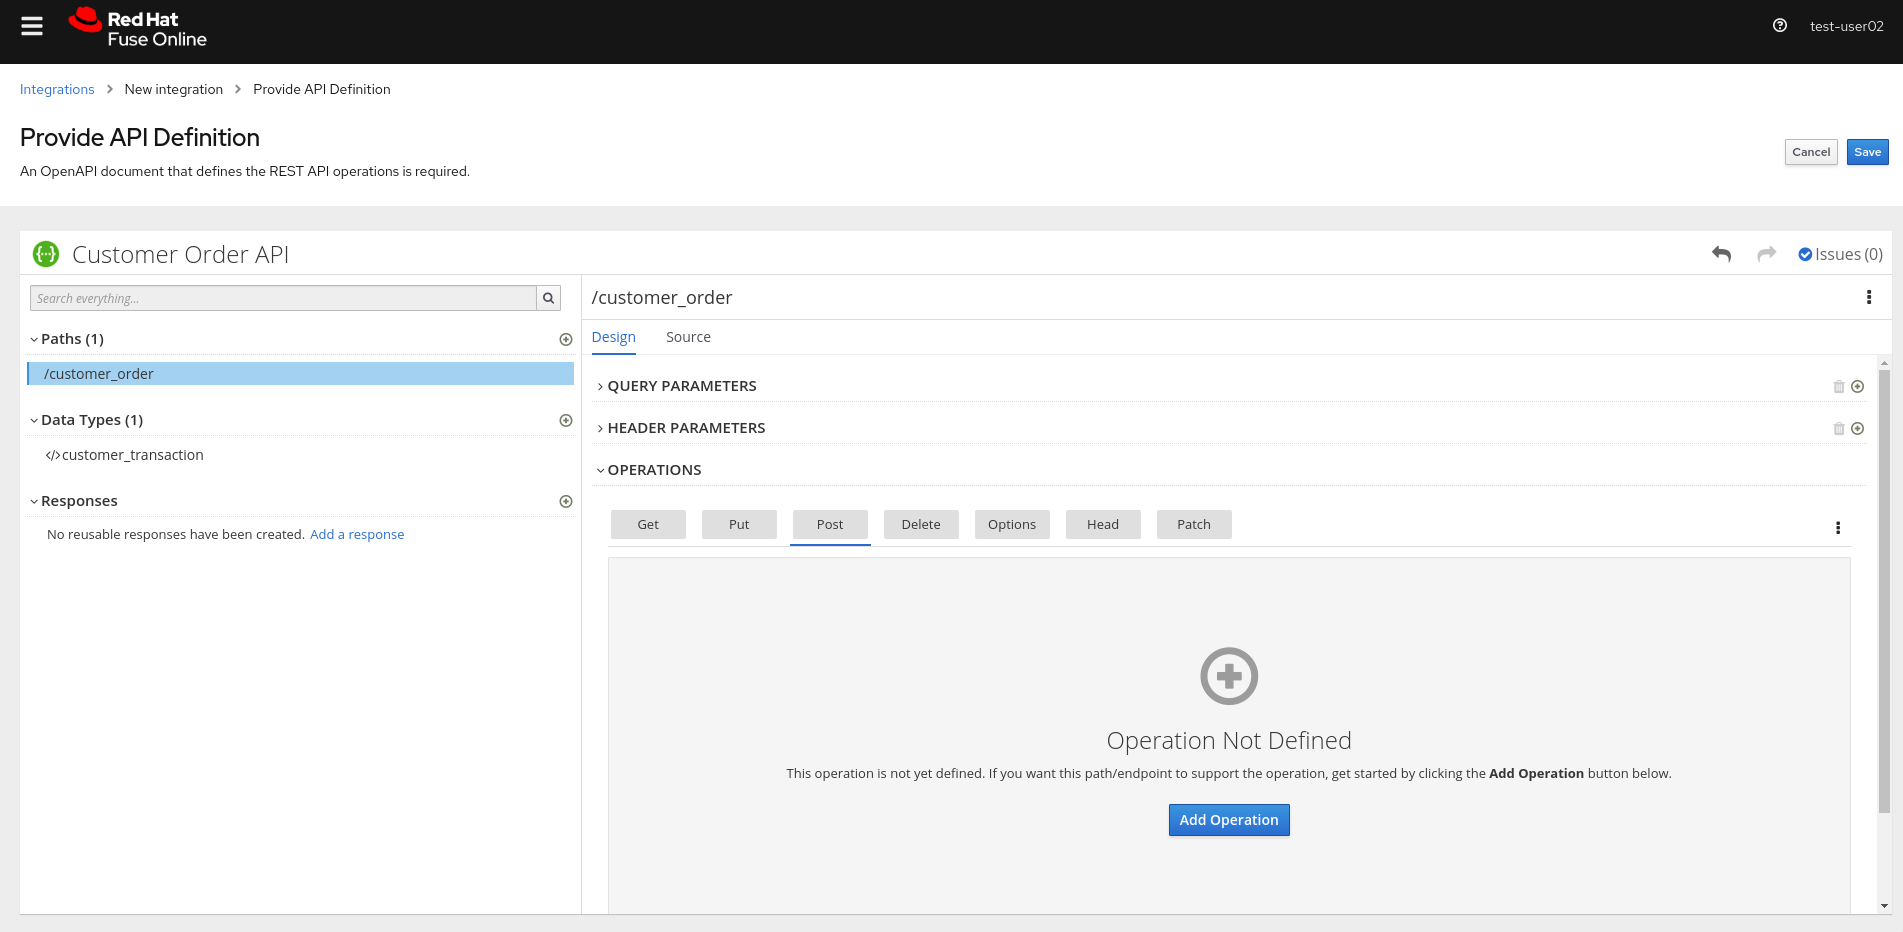 Red Hat
Fuse Online
test-user02
Integrations > New integration > Provide API Definition
Provide API Definition
An OpenAPI document that defines the REST API operations is required.
Cancel Save
Customer Order API
Issues (0)
Search everything...
/customer_order
Paths (1)
Design Source
/customer_order
QUERY PARAMETERS
Data Types (1)
HEADER PARAMETERS
</>customer_transaction
OPERATIONS
Responses
No reusable responses have been created. Add a response
Get Put Post Delete Options Head Patch
Operation Not Defined
This operation is not yet defined. If you want this path/endpoint to support the operation, get started by clicking the Add Operation button below.
Add Operation